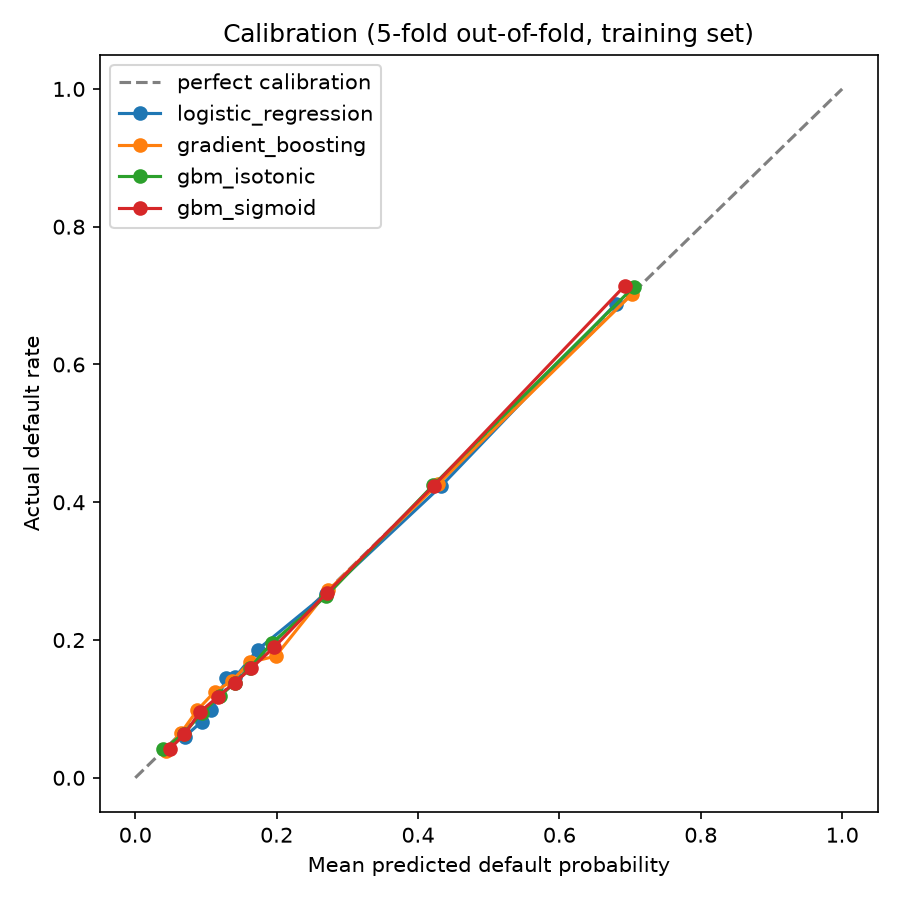 Calibration (5-fold out-of-fold, training set)
perfect calibration
logistic_regression
gradient_boosting
gbm_isotonic
gbm_sigmoid
1.0
0.8
0.6
0.4
0.2
0.0
Actual default rate
0.0 0.2 0.4 0.6 0.8 1.0
Mean predicted default probability